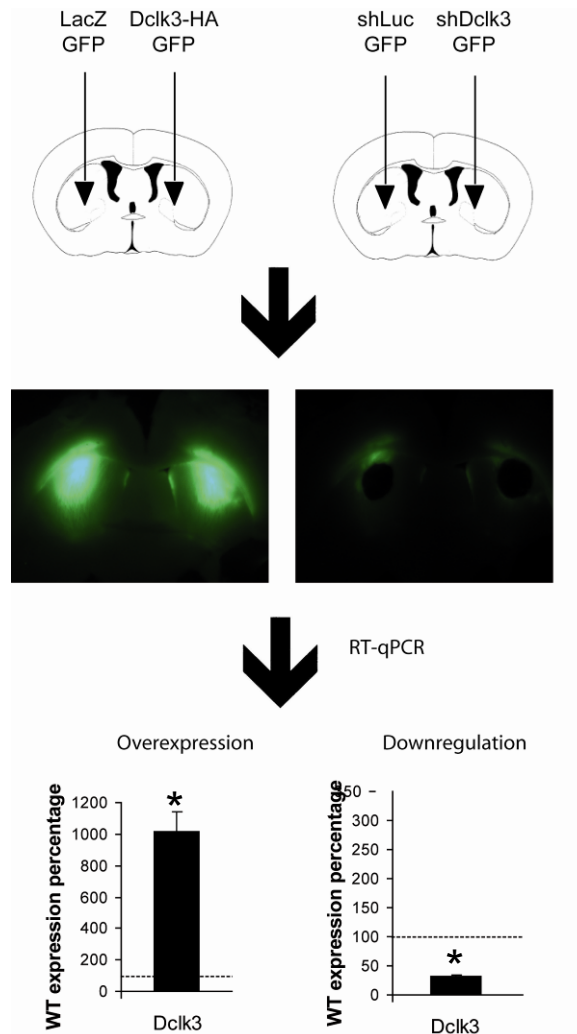 LacZ Dclk3-HA
GFP GFP
shLuc shDclk3
GFP GFP
RT-qPCR
Overexpression
WT expression percentage
1200
1000
800
600
400
200
0
*
Dclk3
Downregulation
WT expression percentage
50
300
250
200
150
100
50
0
*
Dclk3